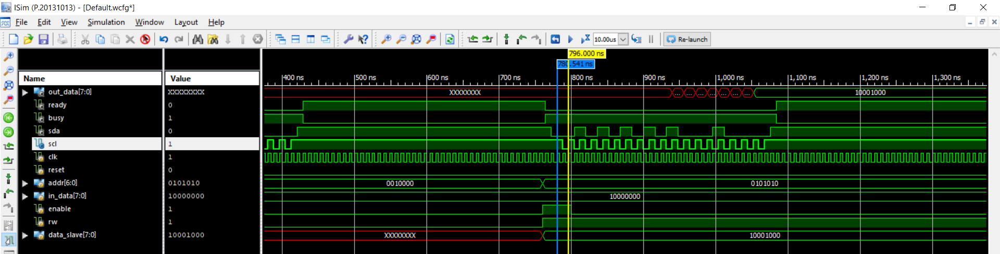 ISim (P.20131013) - [Default.wcfg*]
File Edit View Simulation Window Layout Help
10.00us Re-launch
796.000 ns
780.541 ns
Name Value 400 ns 500 ns 600 ns 700 ns 800 ns 900 ns 1,000 ns 1,100 ns 1,200 ns 1,300 ns
out_data[7:0] XXXXXXXX XXXXXXXX ... ... ... ... ... ... ... 10001000
ready 0
busy 1
sda 0
scl 1
clk 1
reset 0
addr[6:0] 0101010 0010000 0101010
in_data[7:0] 10000000 10000000
enable 1
rw 1
data_slave[7:0] 10001000 XXXXXXXX 10001000